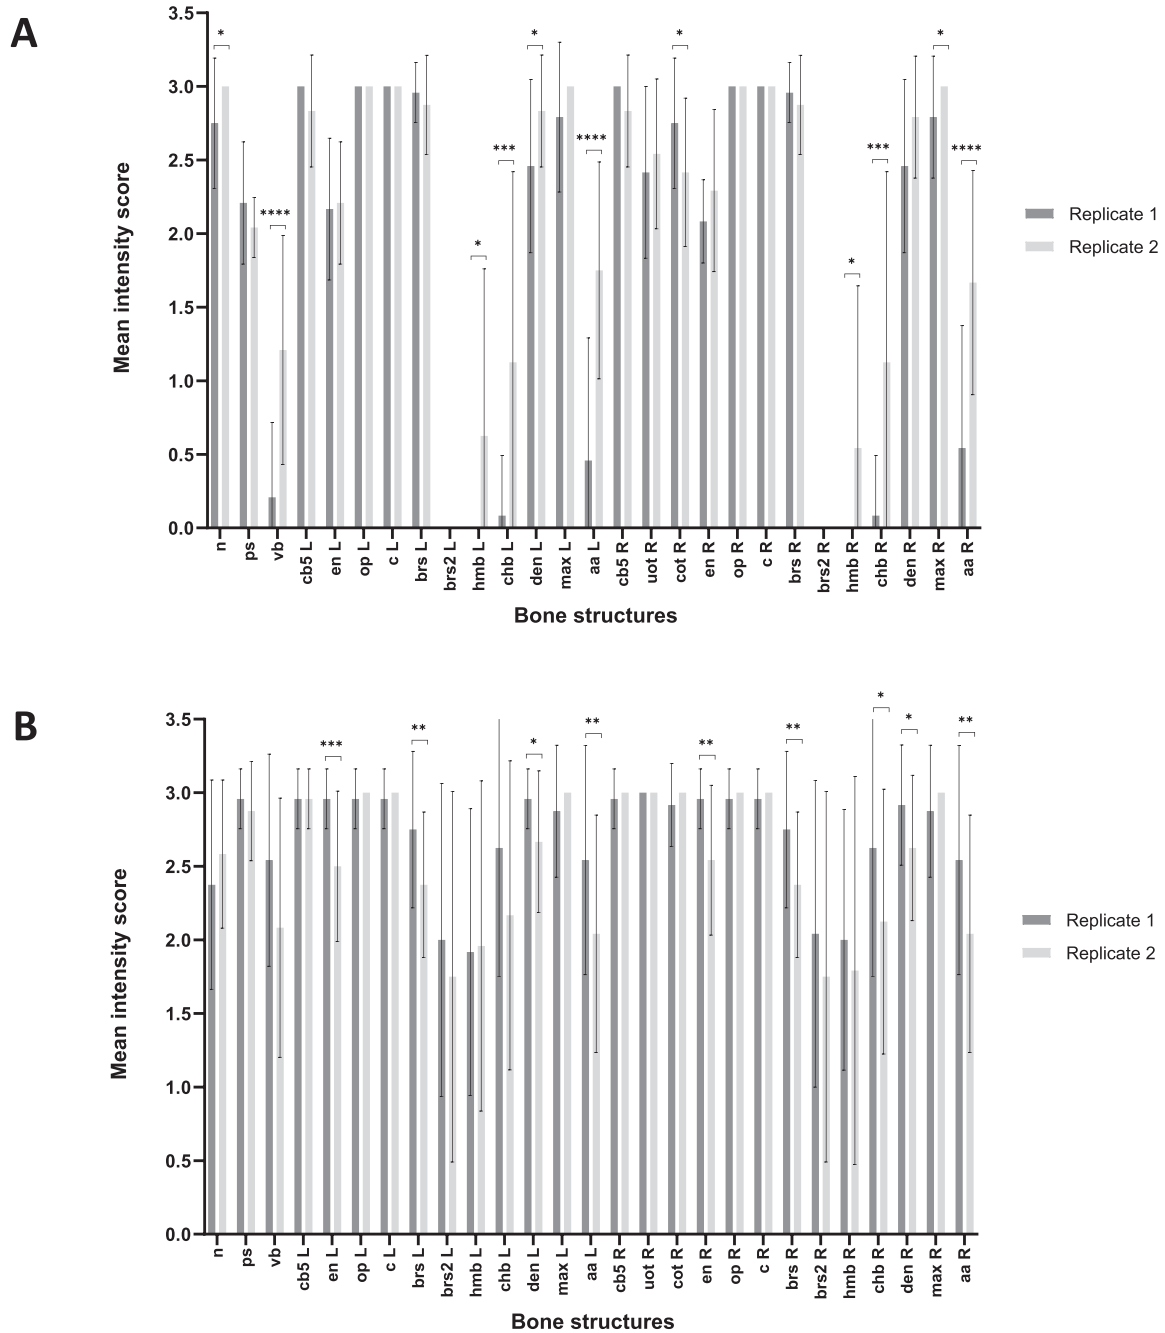 A
Mean intensity score
3.5
3.0
2.5
2.0
1.5
1.0
0.5
0.0
*
****
*
***
*
****
*
*
***
*
****
n
ps
vb
cb5 L
en L
op L
c L
brs L
brs2 L
hmb L
chb L
den L
max L
aa L
cb5 R
uot R
cot R
en R
op R
c R
brs R
brs2 R
hmb R
chb R
den R
max R
aa R
Bone structures
Replicate 1
Replicate 2
B
Mean intensity score
3.5
3.0
2.5
2.0
1.5
1.0
0.5
0.0
***
**
*
**
**
**
*
*
**
n
ps
vb
cb5 L
en L
op L
c L
brs L
brs2 L
hmb L
chb L
den L
max L
aa L
cb5 R
uot R
cot R
en R
op R
c R
brs R
brs2 R
hmb R
chb R
den R
max R
aa R
Bone structures
Replicate 1
Replicate 2